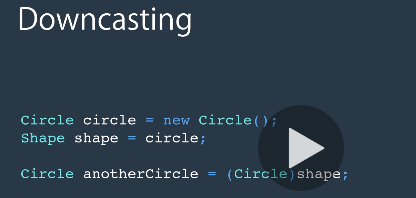 Downcasting
Circle circle = new Circle();
Shape shape = circle;
Circle anotherCircle = (Circle)shape;